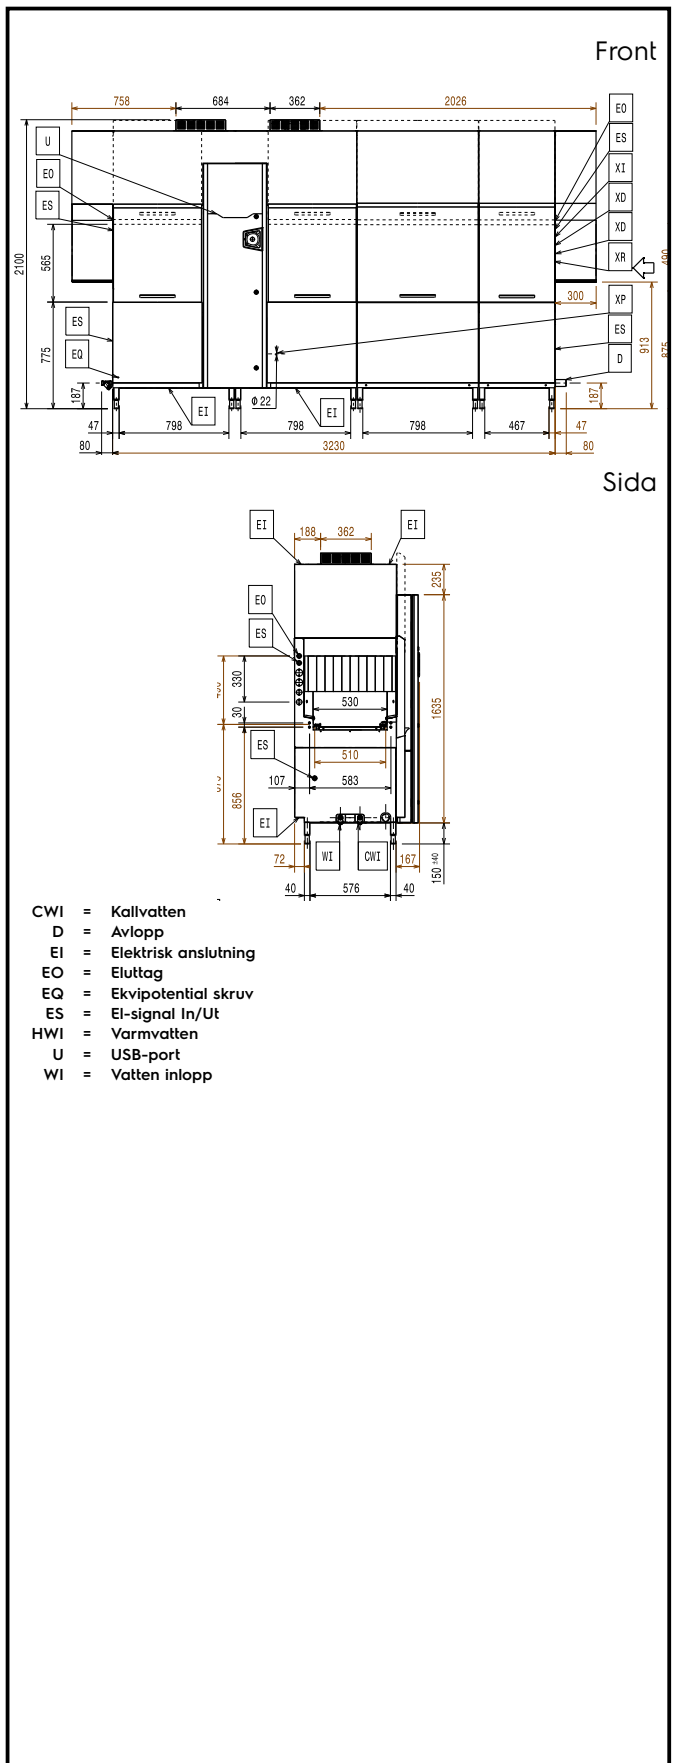 Front
758 684 362 2026
U
EO
ES
EO
ES
XI
XD
XD
XR
2100
565
775
187
ES
EQ
490
300
XP
ES
D
913
875
187
EI
Φ 22
EI
47 798 798 798 467 47
80 3230 80
Sida
EI
188 362
EI
235
EO
ES
330
30
530
1635
ES
510
107 583
856
EI
WI
CWI
72
167
150 ±40
40 576 40
CWI = Kallvatten
D = Avlopp
EI = Elektrisk anslutning
EO = Eluttag
EQ = Ekvipotential skruv
ES = El-signal In/Ut
HWI = Varmvatten
U = USB-port
WI = Vatten inlopp